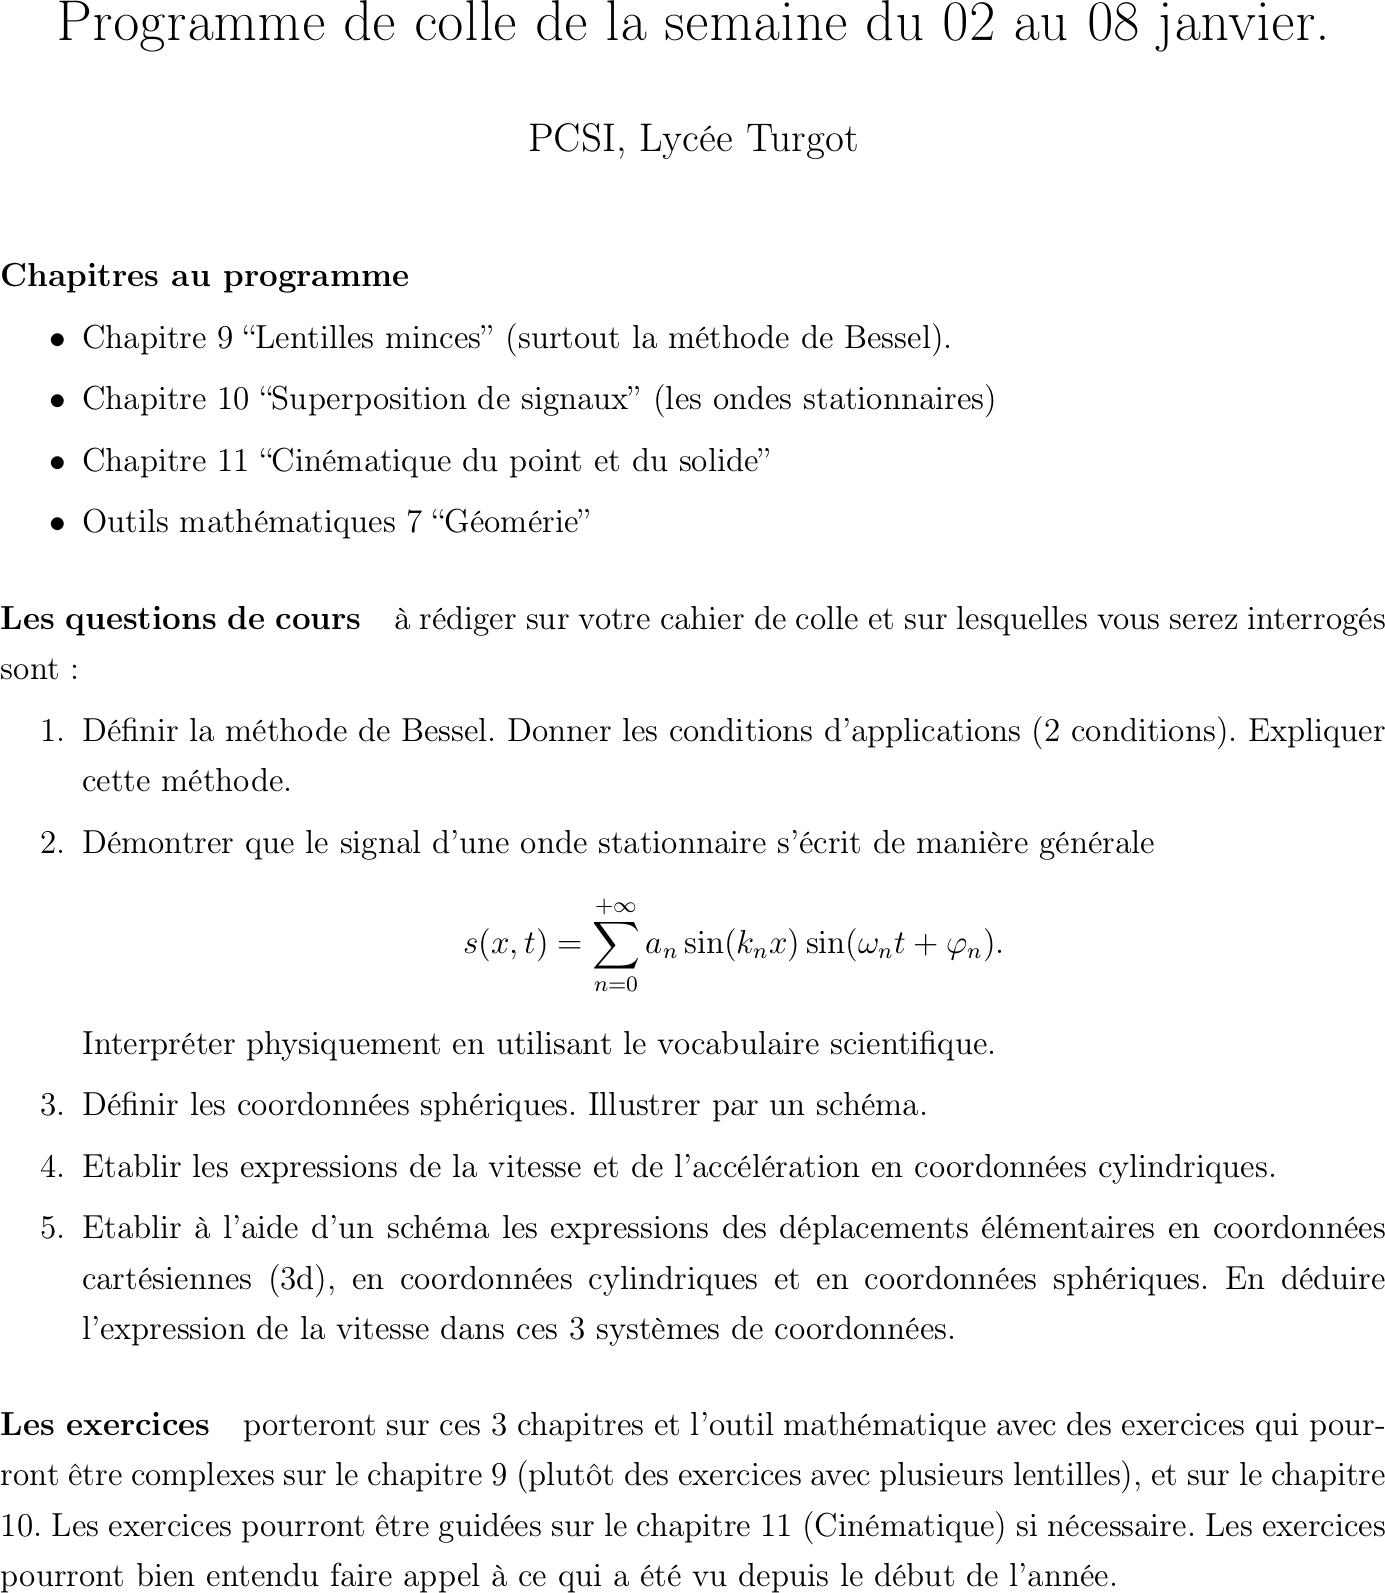 Programme de colle de la semaine du 02 au 08 janvier.
PCSI, Lycée Turgot
Chapitres au programme
• Chapitre 9 “Lentilles minces” (surtout la méthode de Bessel).
• Chapitre 10 “Superposition de signaux” (les ondes stationnaires)
• Chapitre 11 “Cinématique du point et du solide”
• Outils mathématiques 7 “Géomérie”
Les questions de cours à rédiger sur votre cahier de colle et sur lesquelles vous serez interrogés
sont :
1. Définir la méthode de Bessel. Donner les conditions d’applications (2 conditions). Expliquer
cette méthode.
2. Démontrer que le signal d’une onde stationnaire s’écrit de manière générale
s(x, t) = \sum_{n=0}^{+\infty} a_n sin(k_n x) sin(ω_n t + φ_n).
Interpréter physiquement en utilisant le vocabulaire scientifique.
3. Définir les coordonnées sphériques. Illustrer par un schéma.
4. Etablir les expressions de la vitesse et de l’accélération en coordonnées cylindriques.
5. Etablir à l’aide d’un schéma les expressions des déplacements élémentaires en coordonnées
cartésiennes (3d), en coordonnées cylindriques et en coordonnées sphériques. En déduire
l’expression de la vitesse dans ces 3 systèmes de coordonnées.
Les exercices porteront sur ces 3 chapitres et l’outil mathématique avec des exercices qui pour-
ront être complexes sur le chapitre 9 (plutôt des exercices avec plusieurs lentilles), et sur le chapitre
10. Les exercices pourront être guidées sur le chapitre 11 (Cinématique) si nécessaire. Les exercices
pourront bien entendu faire appel à ce qui a été vu depuis le début de l’année.